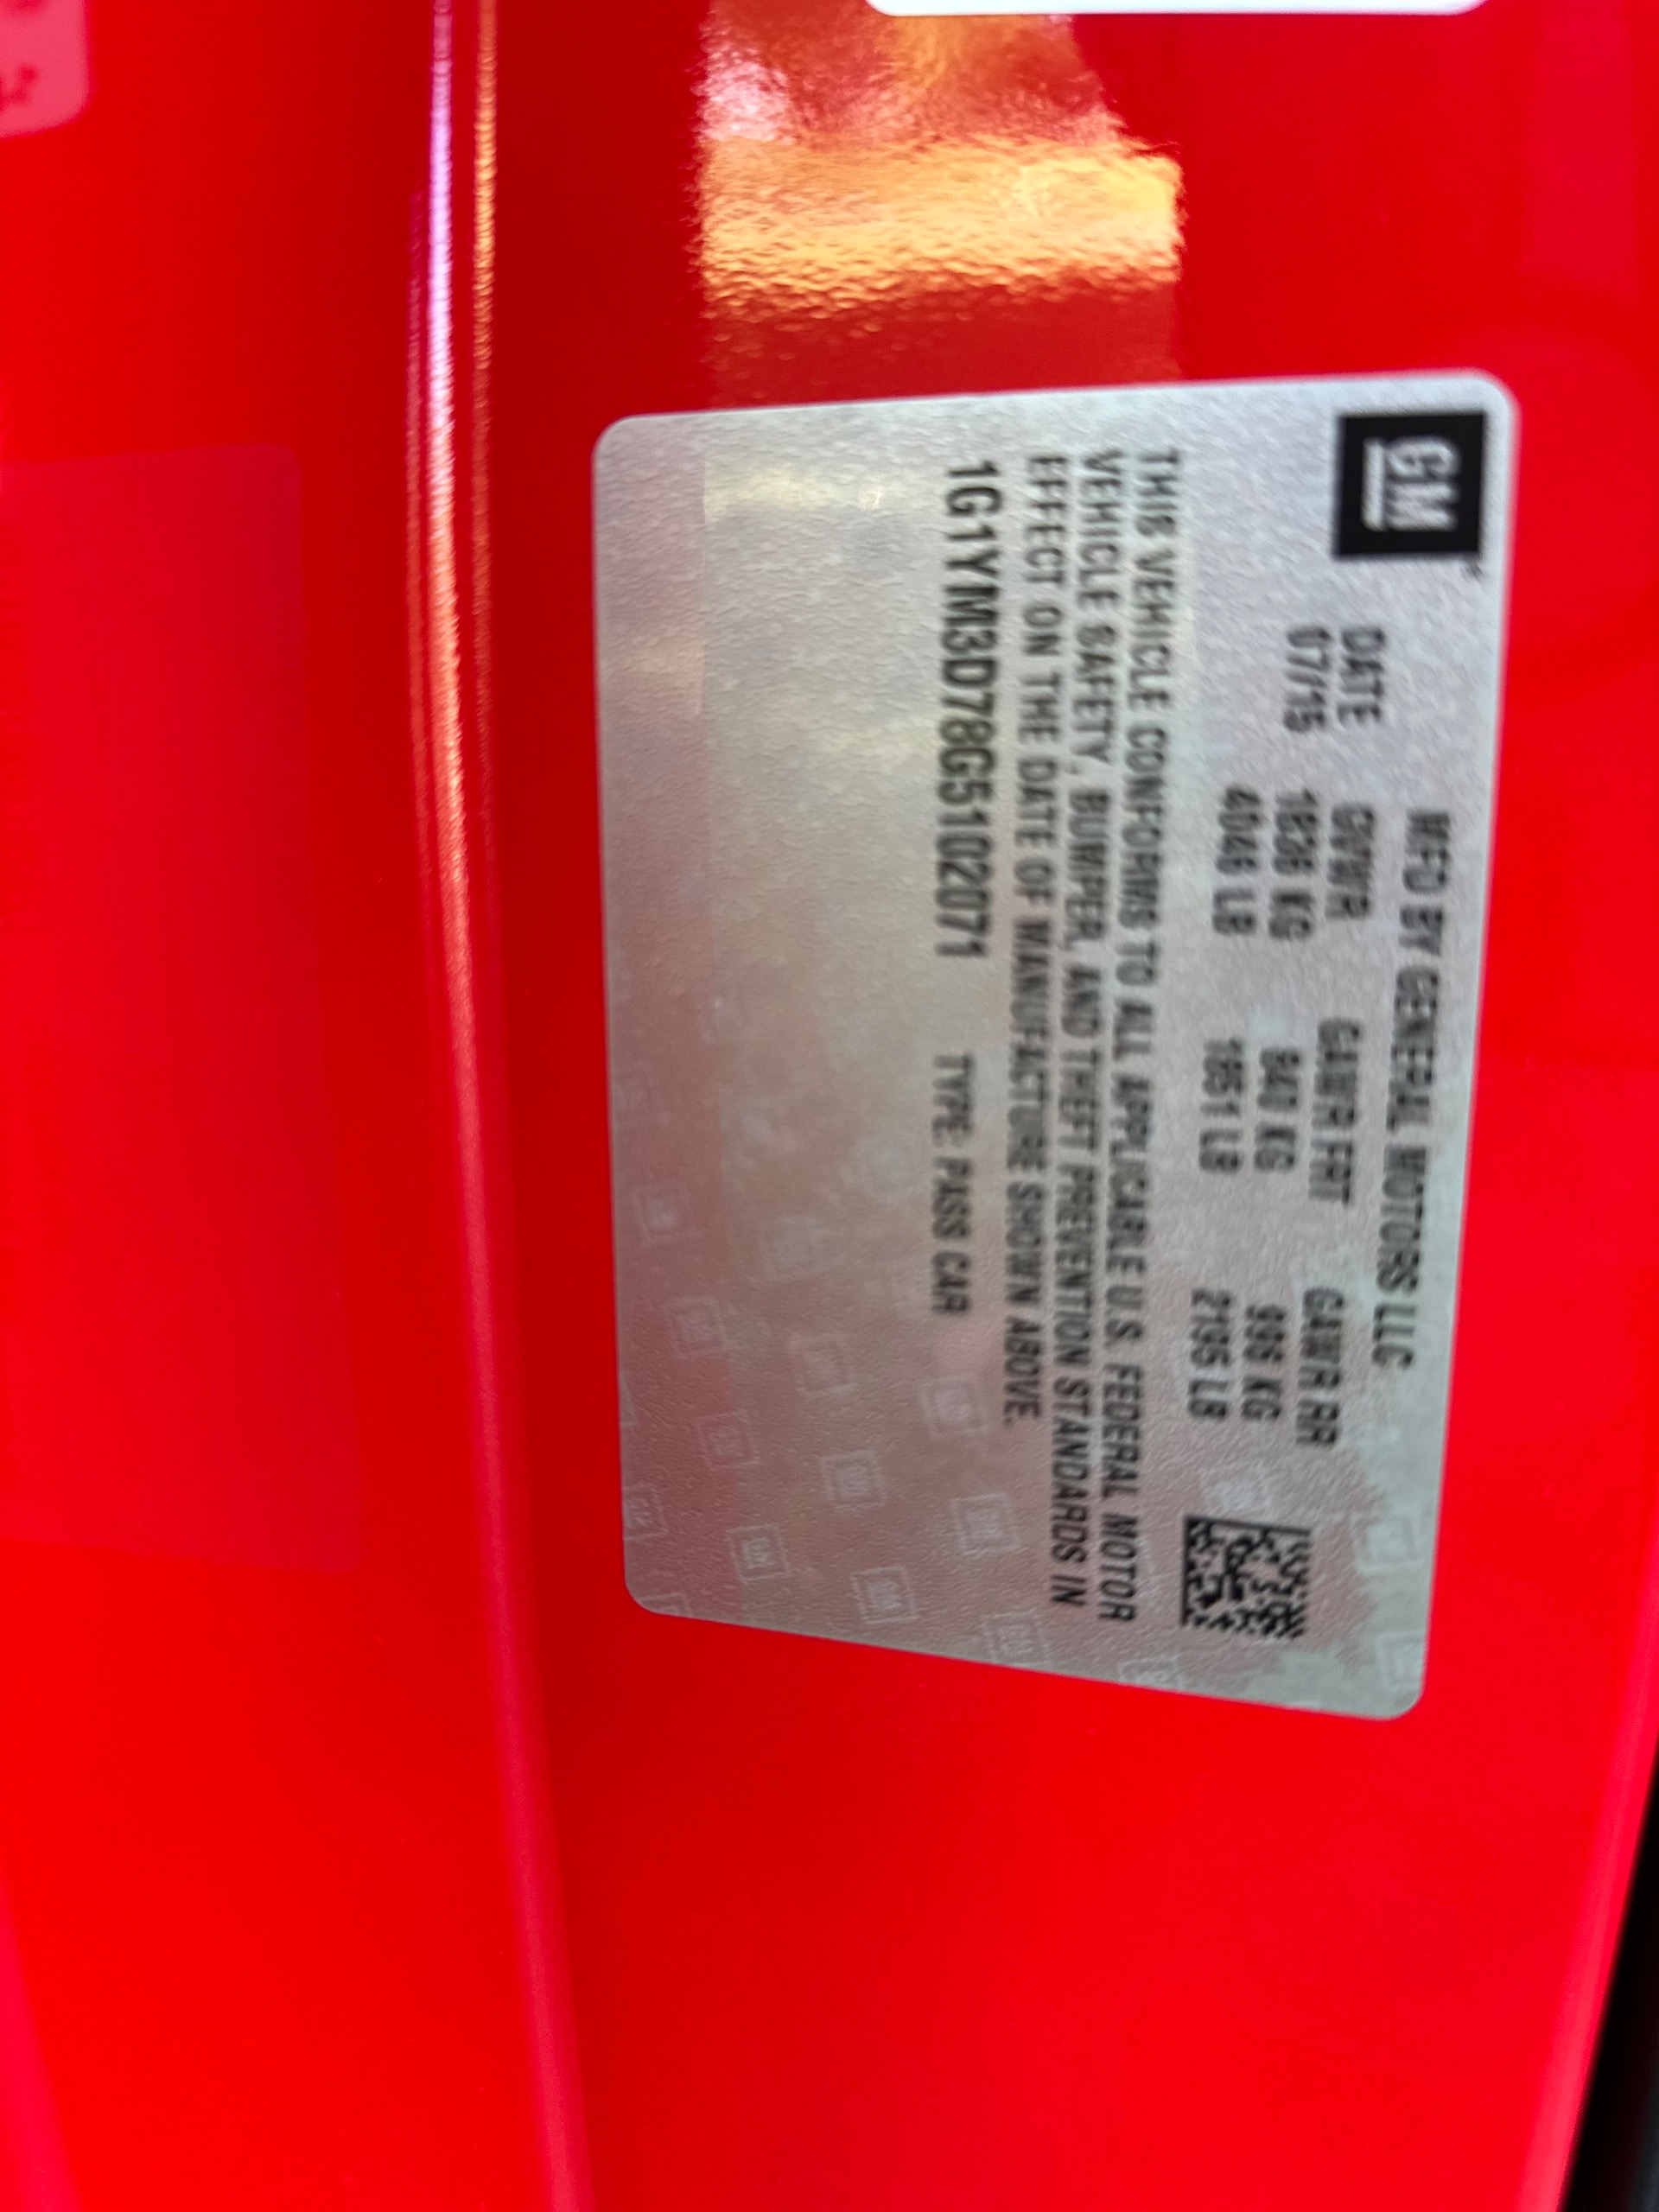 GM
MFD BY GENERAL MOTORS LLC
DATE GVWR GAWR FRT GAWR RR
07/15 1836 KG 840 KG 996 KG
4046 LB 1851 LB 2195 LB
THIS VEHICLE CONFORMS TO ALL APPLICABLE U.S. FEDERAL MOTOR
VEHICLE SAFETY, BUMPER, AND THEFT PREVENTION STANDARDS IN
EFFECT ON THE DATE OF MANUFACTURE SHOWN ABOVE.
1G1YM3D78G5102071 TYPE: PASS CAR